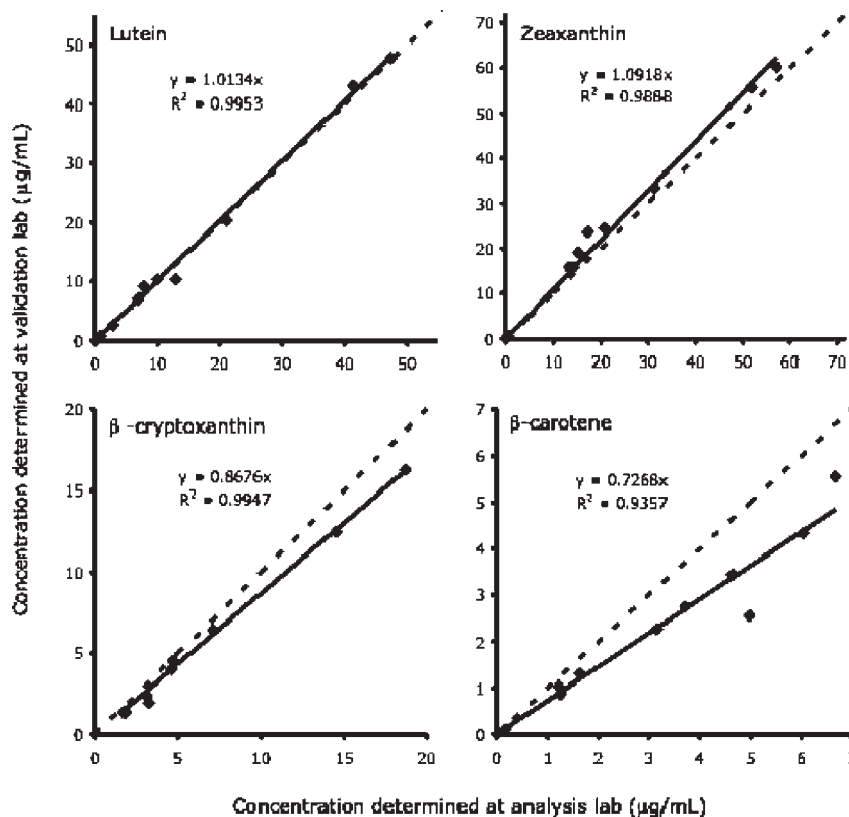 Concentration determined at validation lab (µg/mL)
Lutein
y = 1.0134x
R² = 0.9953
50
40
30
20
10
0
0 10 20 30 40 50
Zeaxanthin
y = 1.0918x
R² = 0.9888
70
60
50
40
30
20
10
0
0 10 20 30 40 50 60 70
β -cryptoxanthin
y = 0.8676x
R² = 0.9947
20
15
10
5
0
0 5 10 15 20
β-carotene
y = 0.7268x
R² = 0.9357
7
6
5
4
3
2
1
0
0 1 2 3 4 5 6
Concentration determined at analysis lab (µg/mL)